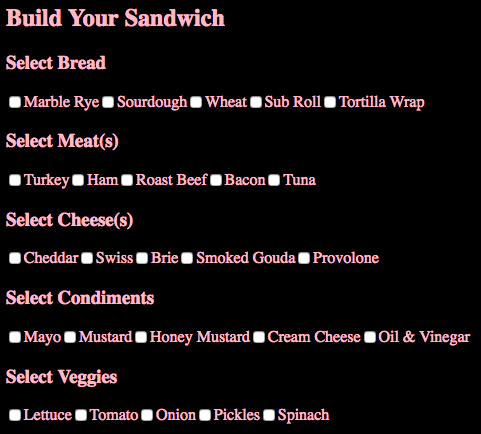 Build Your Sandwich
Select Bread
Marble Rye Sourdough Wheat Sub Roll Tortilla Wrap
Select Meat(s)
Turkey Ham Roast Beef Bacon Tuna
Select Cheese(s)
Cheddar Swiss Brie Smoked Gouda Provolone
Select Condiments
Mayo Mustard Honey Mustard Cream Cheese Oil & Vinegar
Select Veggies
Lettuce Tomato Onion Pickles Spinach